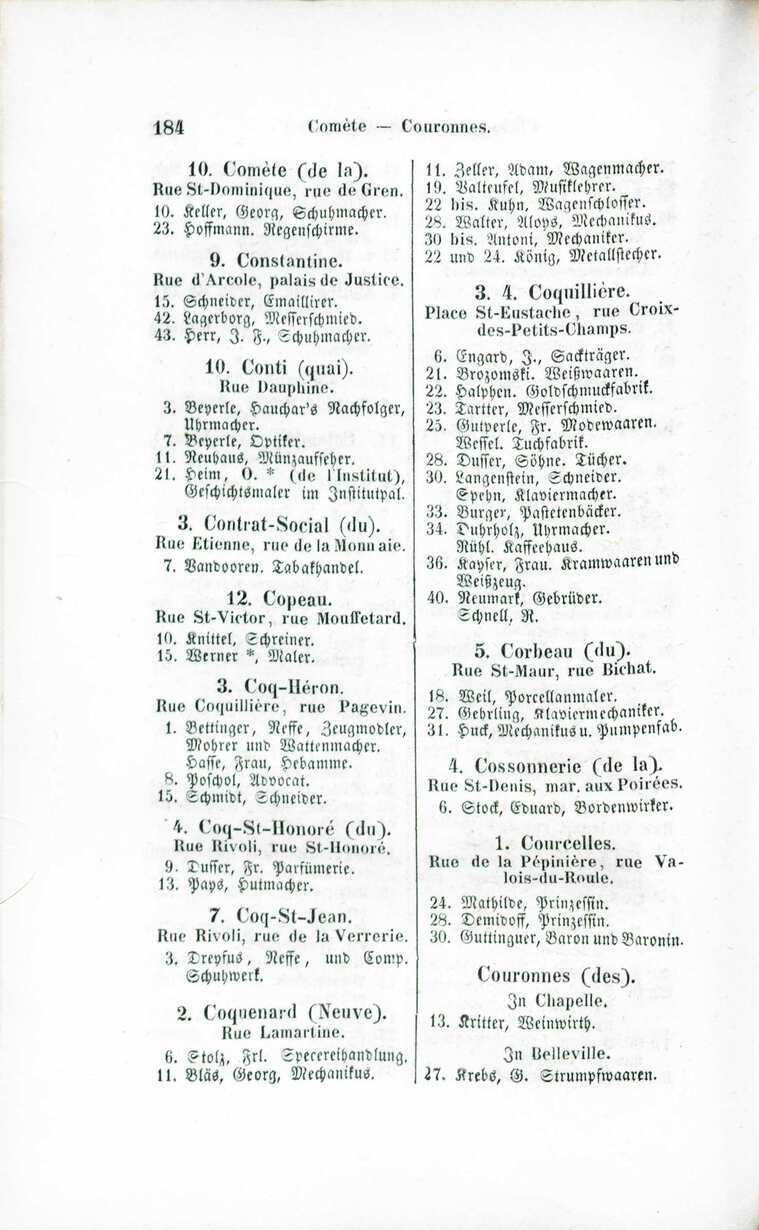 184
Comète — Couronnes.
10. Comète (de la).
Rue St-Dominique, rue de Gren.
10. Keller, Georg, Schuhmacher.
23. Hoffmann. Regenschirme.
9. Constantine.
Rue d'Arcole, palais de Justice.
15. Schneider, Emaillirer.
42. Lagerborg, Messerschmied.
43. Herr, J. F., Schuhmacher.
10. Conti (quai).
Rue Dauphine.
3. Beyerle, Hauchar's Nachfolger,
Uhrmacher.
7. Beyerle, Optiker.
11. Neuhaus, Münzaufseher.
21. Heim, O. * (de l'Institut),
Geschichtsmaler im Institutpal.
3. Contrat-Social (du).
Rue Etienne, rue de la Monnaie.
7. Vandooren. Tabakhandel.
12. Copeau.
Rue St-Victor, rue Mouffetard.
10. Knittel, Schreiner.
15. Werner *, Maler.
3. Coq-Héron.
Rue Coquillière, rue Pagevin.
1. Bettinger, Neffe, Zeugmodler,
Mohrer und Wattenmacher.
Hasse, Frau, Hebamme.
8. Poschol, Advocat.
15. Schmidt, Schneider.
4. Coq-St-Honoré (du).
Rue Rivoli, rue St-Honoré.
9. Dusser, Fr. Parfümerie.
13. Pays, Hutmacher.
7. Coq-St-Jean.
Rue Rivoli, rue de la Verrerie.
3. Dreyfus, Neffe, und Comp.
Schuhwerk.
2. Coquenard (Neuve).
Rue Lamartine.
6. Stolz, Frl. Specereihandlung.
11. Bläs, Georg, Mechanikus.
11. Zeller, Adam, Wagenmacher.
19. Valteufel, Musiklehrer.
22 bis. Kuhn, Wagenschlosser.
28. Walter, Aloys, Mechanikus.
30 bis. Antoni, Mechaniker.
22 und 24. König, Metallstecher.
3. 4. Coquillière.
Place St-Eustache, rue Croix-
des-Petits-Champs.
6. Engard, J., Sackträger.
21. Brozomski. Weißwaaren.
22. Halphen. Goldschmuckfabrik.
23. Tartter, Messerschmied.
25. Gutperle, Fr. Modewaaren.
Wessel. Tuchfabrik.
28. Dusser, Söhne. Tücher.
30. Langenstein, Schneider.
Spehn, Klaviermacher.
33. Burger, Pastetenbäcker.
34. Duhrholz, Uhrmacher.
Rühl. Kaffeehaus.
36. Kayser, Frau. Kramwaaren und
Weißzeug.
40. Neumark, Gebrüder.
Schnell, R.
5. Corbeau (du).
Rue St-Maur, rue Bichat.
18. Weil, Porcellanmaler.
27. Gehrling, Klaviermechaniker.
31. Huck, Mechanikus u. Pumpenfab.
4. Cossonnerie (de la).
Rue St-Denis, mar. aux Poirées.
6. Stock, Eduard, Bordenwirker.
1. Courcelles.
Rue de la Pépinière, rue Va-
lois-du-Roule.
24. Mathilde, Prinzessin.
28. Demidoff, Prinzessin.
30. Guttinguer, Baron und Baronin.
Couronnes (des).
In Chapelle.
13. Kritter, Weinwirth.
In Belleville.
27. Krebs, G. Strumpfwaaren.